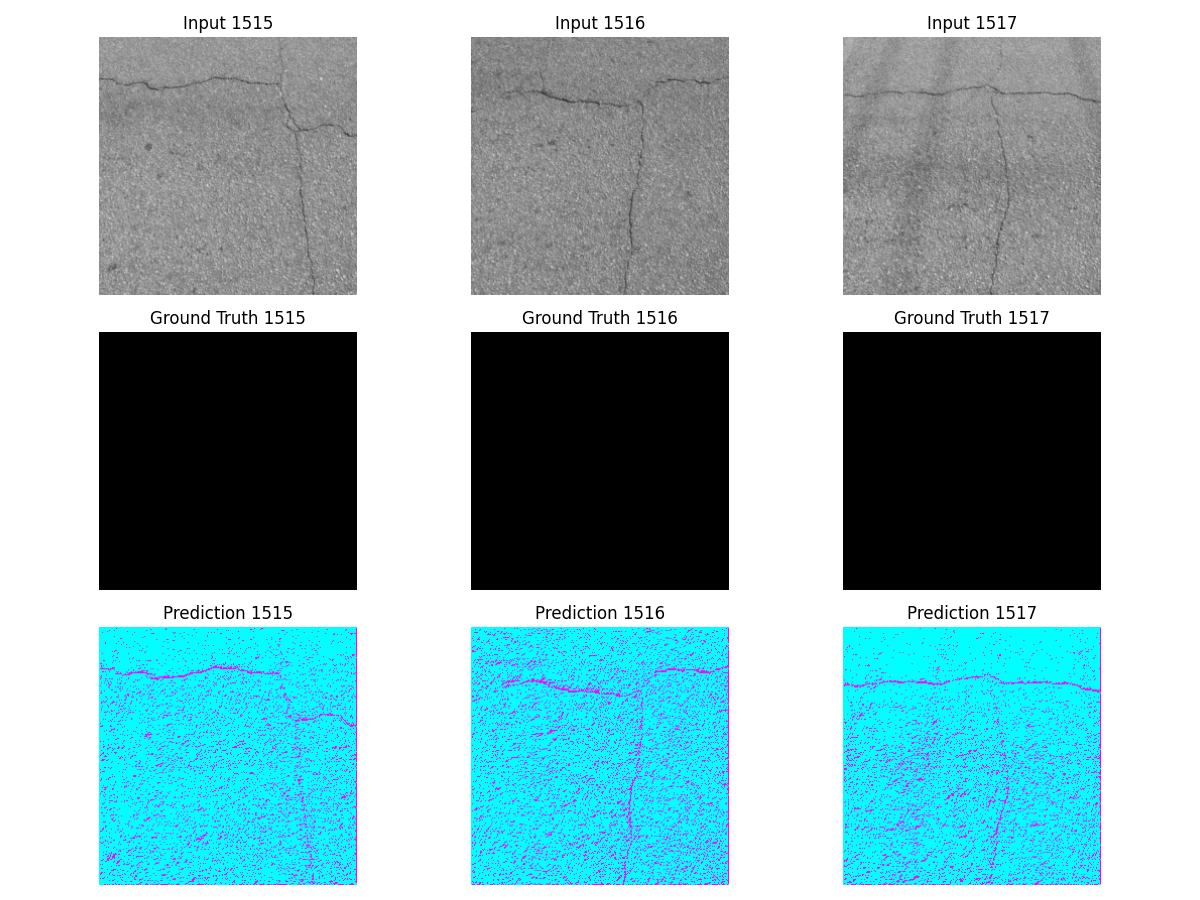 Input 1515
Input 1516
Input 1517
Ground Truth 1515
Ground Truth 1516
Ground Truth 1517
Prediction 1515
Prediction 1516
Prediction 1517